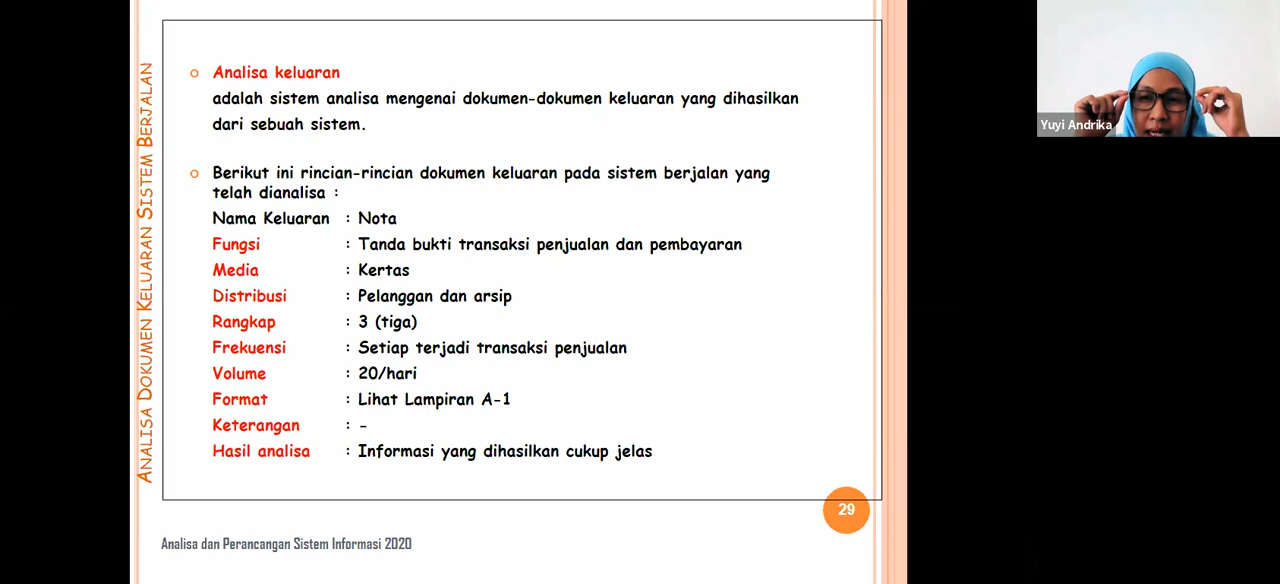 ANALISA DOKUMEN KELUARAN SISTEM BERJALAN
Analisa keluaran
adalah sistem analisa mengenai dokumen-dokumen keluaran yang dihasilkan
dari sebuah sistem.
Berikut ini rincian-rincian dokumen keluaran pada sistem berjalan yang
telah dianalisa :
Nama Keluaran : Nota
Fungsi : Tanda bukti transaksi penjualan dan pembayaran
Media : Kertas
Distribusi : Pelanggan dan arsip
Rangkap : 3 (tiga)
Frekuensi : Setiap terjadi transaksi penjualan
Volume : 20/hari
Format : Lihat Lampiran A-1
Keterangan : -
Hasil analisa : Informasi yang dihasilkan cukup jelas
29
Analisa dan Perancangan Sistem Informasi 2020
Yuyi Andrika